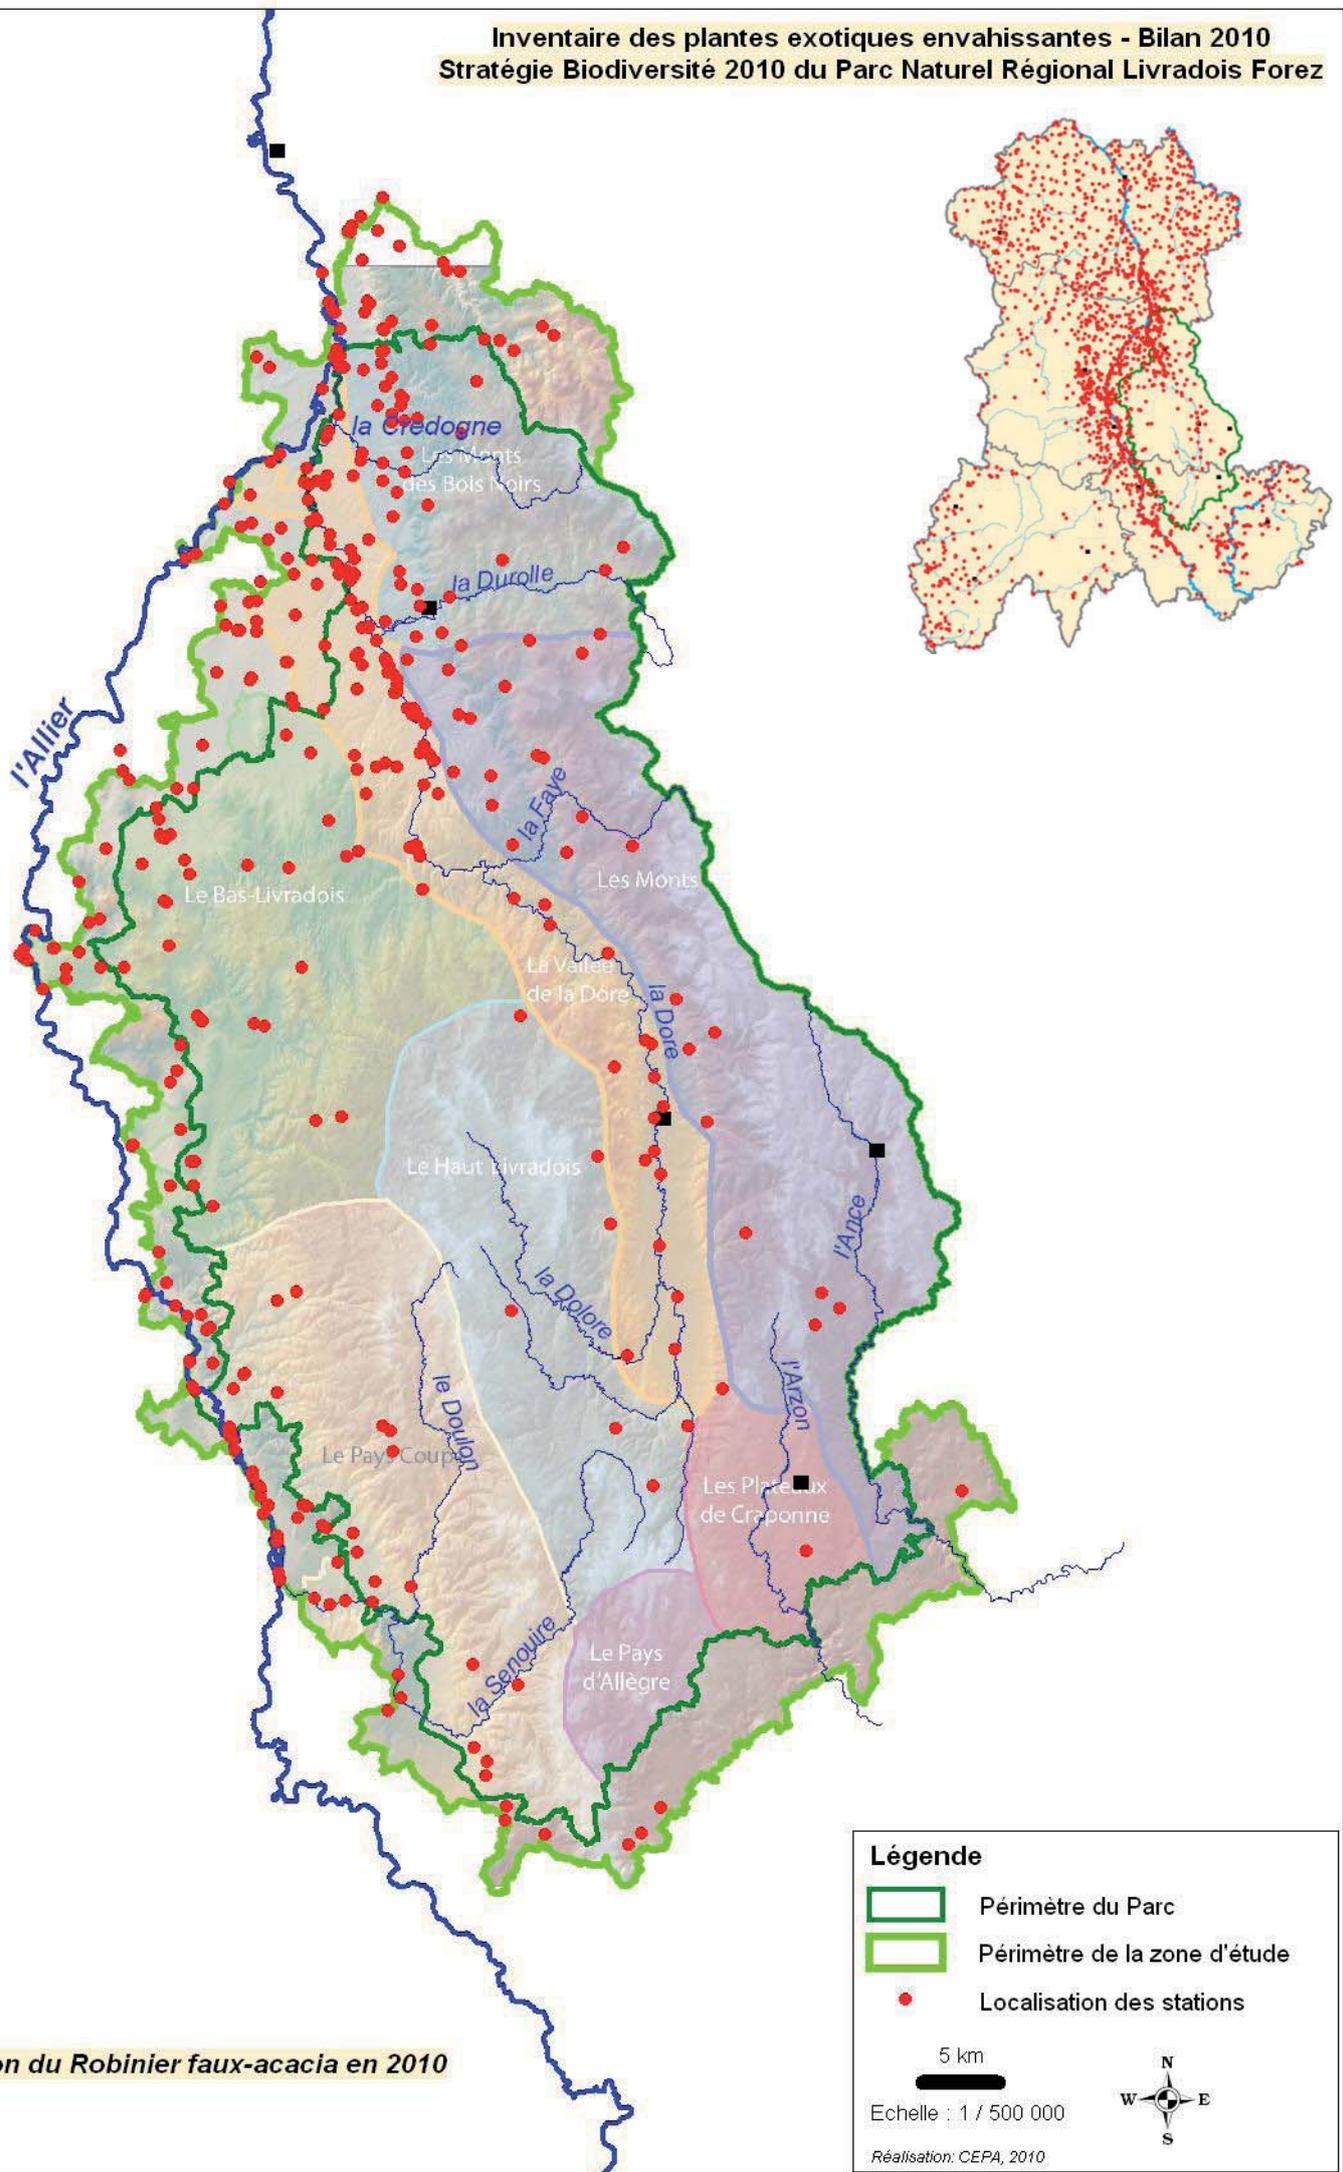 Inventaire des plantes exotiques envahissantes - Bilan 2010
Stratégie Biodiversité 2010 du Parc Naturel Régional Livradois Forez
la Credogne
Les Monts
des Bois Noirs
la Durolle
l'Allier
la Faye
Les Monts
Le Bas-Livradois
La Vallée
de la Dore
la Dore
Le Haut Livradois
l'Ance
la Dolore
l'Arzon
le Doulon
Le Pays Coupé
Les Plateaux
de Craponne
Le Pays
d'Allègre
la Senouire
Légende
Périmètre du Parc
Périmètre de la zone d'étude
Localisation des stations
5 km
Echelle : 1 / 500 000
N
W
E
S
Réalisation: CEPA, 2010
on du Robinier faux-acacia en 2010